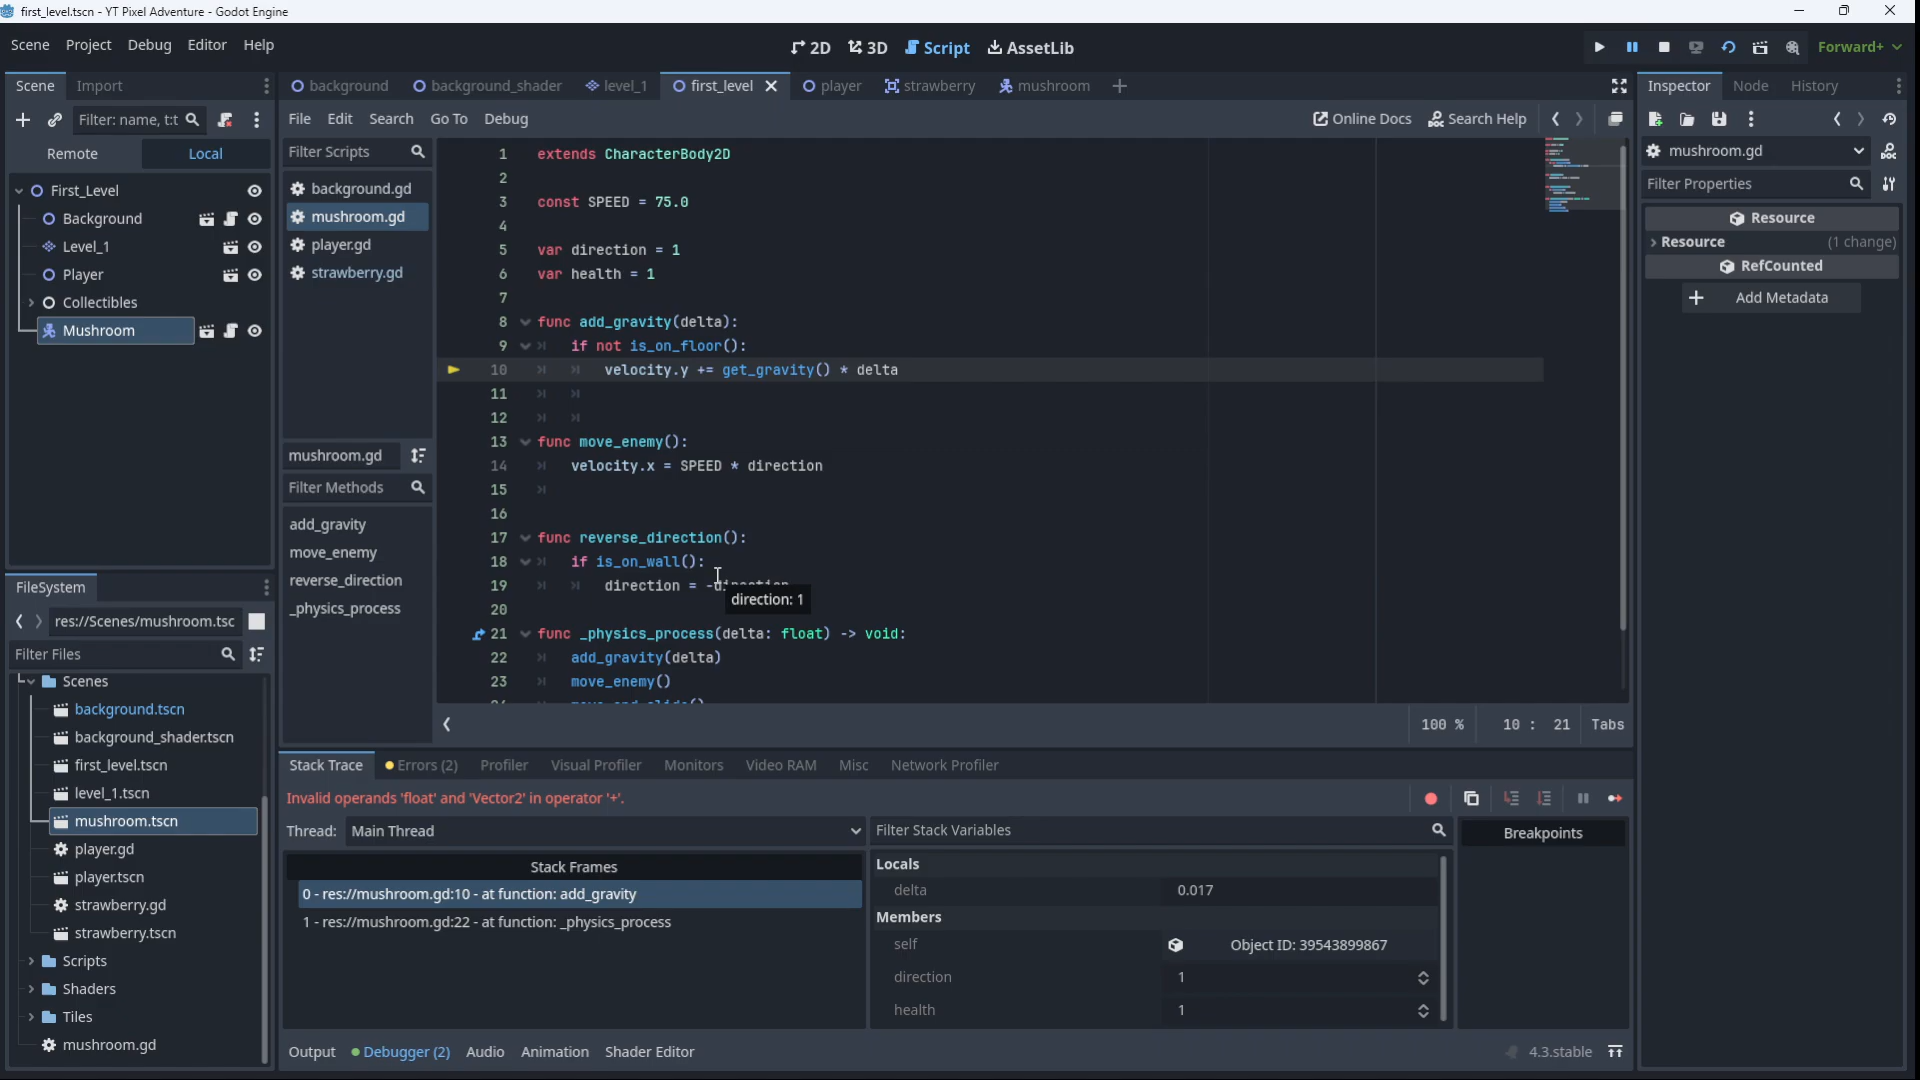 first_level.tscn - YT Pixel Adventure - Godot Engine
Scene Project Debug Editor Help
2D 3D Script AssetLib
Forward+
Scene Import
background background_shader level_1 first_level player strawberry mushroom
Inspector Node History
Filter: name, t:t
File Edit Search Go To Debug
Online Docs Search Help
Remote Local
Filter Scripts
mushroom.gd
Filter Properties
First_Level
Background
Level_1
Player
Collectibles
Mushroom
background.gd
mushroom.gd
player.gd
strawberry.gd
mushroom.gd
Filter Methods
add_gravity
move_enemy
reverse_direction
_physics_process
1 extends CharacterBody2D
2
3 const SPEED = 75.0
4
5 var direction = 1
6 var health = 1
7
8 func add_gravity(delta):
9 if not is_on_floor():
10 velocity.y += get_gravity() * delta
11
12
13 func move_enemy():
14 velocity.x = SPEED * direction
15
16
17 func reverse_direction():
18 if is_on_wall():
19 direction = -direction
direction: 1
20
21 func _physics_process(delta: float) -> void:
22 add_gravity(delta)
23 move_enemy()
100 % 10 : 21 Tabs
Resource
Resource (1 change)
RefCounted
Add Metadata
FileSystem
res://Scenes/mushroom.tsc
Filter Files
Scenes
background.tscn
background_shader.tscn
first_level.tscn
level_1.tscn
mushroom.tscn
player.gd
player.tscn
strawberry.gd
strawberry.tscn
Scripts
Shaders
Tiles
mushroom.gd
Stack Trace Errors (2) Profiler Visual Profiler Monitors Video RAM Misc Network Profiler
Invalid operands 'float' and 'Vector2' in operator '+'.
Thread: Main Thread
Filter Stack Variables
Breakpoints
Stack Frames
0 - res://mushroom.gd:10 - at function: add_gravity
1 - res://mushroom.gd:22 - at function: _physics_process
Locals
delta 0.017
Members
self Object ID: 39543899867
direction 1
health 1
Output Debugger (2) Audio Animation Shader Editor
4.3.stable